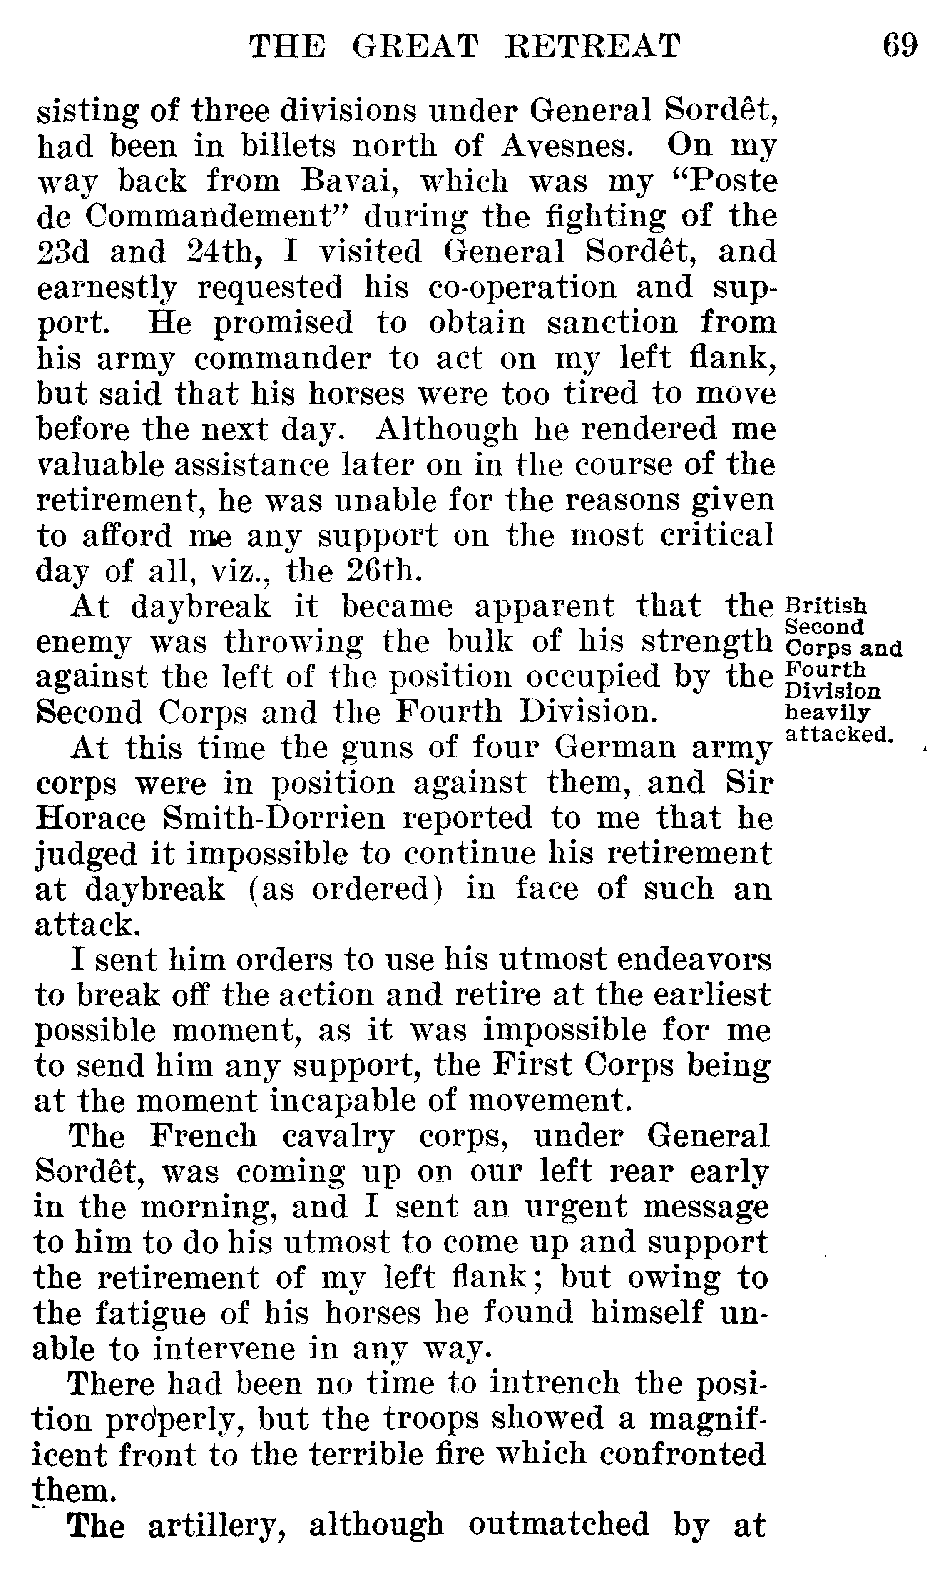 THE GREAT RETREAT 69
sisting of three divisions under General Sordêt,
had been in billets north of Avesnes. On my
way back from Bavai, which was my “Poste
de Commandement” during the fighting of the
23d and 24th, I visited General Sordêt, and
earnestly requested his co-operation and sup-
port. He promised to obtain sanction from
his army commander to act on my left flank,
but said that his horses were too tired to move
before the next day. Although he rendered me
valuable assistance later on in the course of the
retirement, he was unable for the reasons given
to afford me any support on the most critical
day of all, viz., the 26th.
At daybreak it became apparent that the
enemy was throwing the bulk of his strength
against the left of the position occupied by the
Second Corps and the Fourth Division.
British
Second
Corps and
Fourth
Division
heavily
attacked.
At this time the guns of four German army
corps were in position against them, and Sir
Horace Smith-Dorrien reported to me that he
judged it impossible to continue his retirement
at daybreak (as ordered) in face of such an
attack.
I sent him orders to use his utmost endeavors
to break off the action and retire at the earliest
possible moment, as it was impossible for me
to send him any support, the First Corps being
at the moment incapable of movement.
The French cavalry corps, under General
Sordêt, was coming up on our left rear early
in the morning, and I sent an urgent message
to him to do his utmost to come up and support
the retirement of my left flank; but owing to
the fatigue of his horses he found himself un-
able to intervene in any way.
There had been no time to intrench the posi-
tion properly, but the troops showed a magnif-
icent front to the terrible fire which confronted
them.
The artillery, although outmatched by at